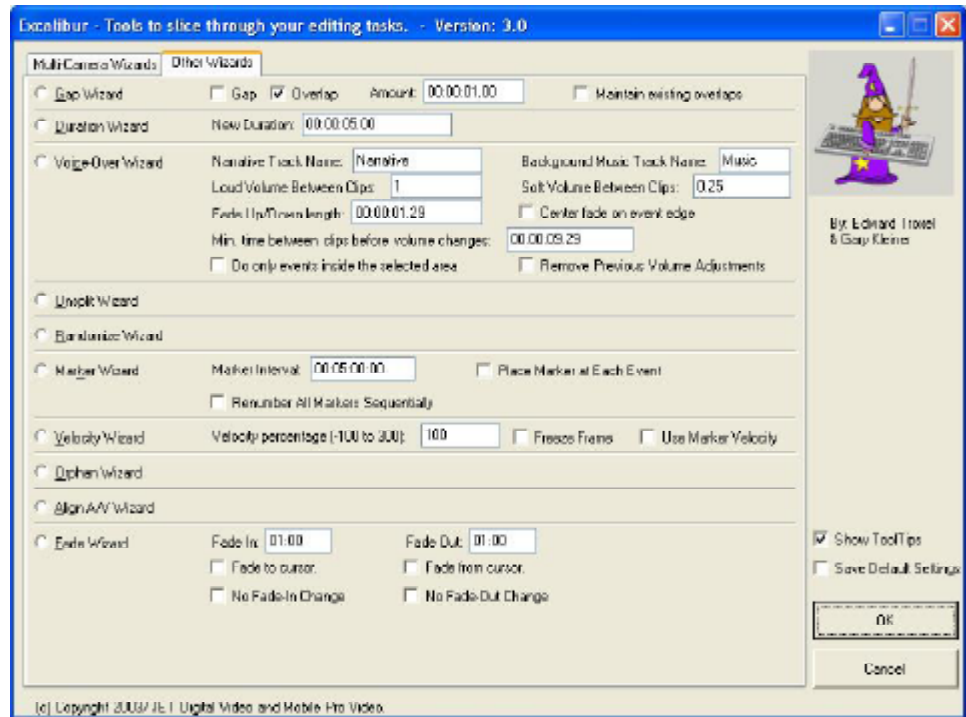 Excalibur - Tools to slice through your editing tasks. - Version: 3.0
Multi-Camera Wizards Other Wizards
Gap Wizard Gap Overlap Amount: 00:00:01.00 Maintain existing overlaps
Duration Wizard New Duration: 00:00:05.00
Voice-Over Wizard Narrative Track Name: Narrative Background Music Track Name: Music
Loud Volume Between Clips: 1 Soft Volume Between Clips: 0.25
Fade Up/Down length: 00:00:01.29 Center fade on event edge
Min. time between clips before volume changes: 00:00:09.29
Do only events inside the selected area Remove Previous Volume Adjustments
Unsplit Wizard
Randomize Wizard
Marker Wizard Marker Interval: 00:05:00:00 Place Marker at Each Event
Renumber All Markers Sequentially
Velocity Wizard Velocity percentage (-100 to 300): 100 Freeze Frame Use Marker Velocity
Orphan Wizard
Align A/V Wizard
Fade Wizard Fade In: 01:00 Fade Out: 01:00
Fade to cursor. Fade from cursor.
No Fade-In Change No Fade-Out Change
By: Edward Troxel
& Gary Kleiner
Show ToolTips
Save Default Settings
OK
Cancel
(c) Copyright 2003/ JET Digital Video and Mobile Pro Video.